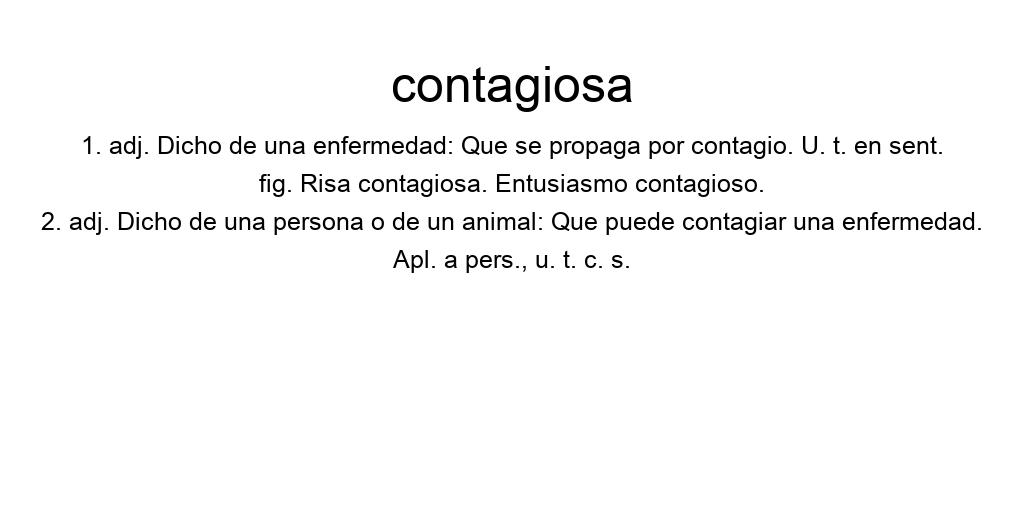 contagiosa
1. adj. Dicho de una enfermedad: Que se propaga por contagio. U. t. en sent.
fig. Risa contagiosa. Entusiasmo contagioso.
2. adj. Dicho de una persona o de un animal: Que puede contagiar una enfermedad.
Apl. a pers., u. t. c. s.